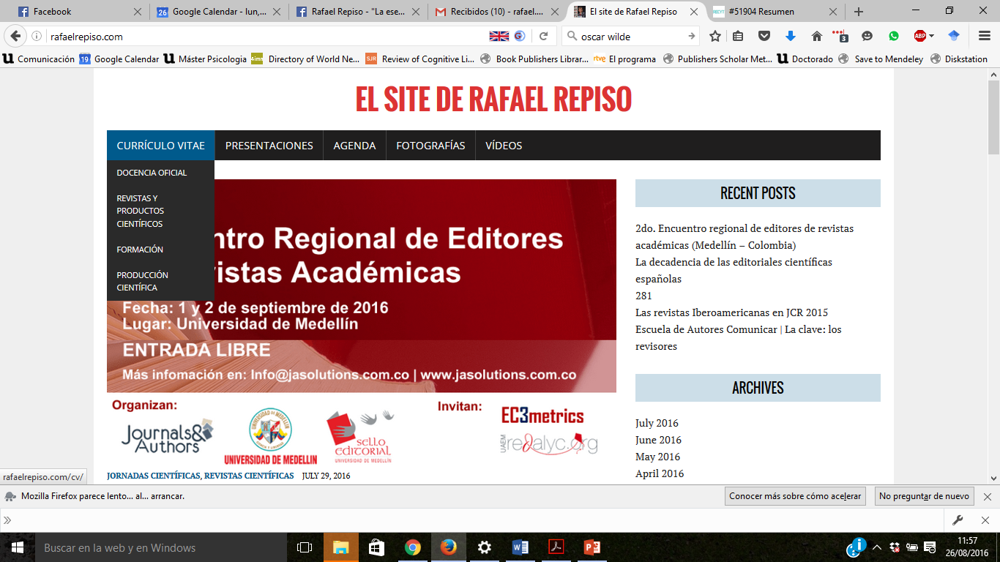 Facebook
Google Calendar - lun,...
Rafael Repiso - "La ese...
Recibidos (10) - rafael....
El site de Rafael Repiso
#51904 Resumen
rafaelrepiso.com
oscar wilde
Comunicación
Google Calendar
Máster Psicologia
Directory of World Ne...
Review of Cognitive Li...
Book Publishers Librar...
El programa
Publishers Scholar Met...
Doctorado
Save to Mendeley
Diskstation
EL SITE DE RAFAEL REPISO
CURRÍCULO VITAE
PRESENTACIONES
AGENDA
FOTOGRAFÍAS
VÍDEOS
DOCENCIA OFICIAL
REVISTAS Y
PRODUCTOS
CIENTÍFICOS
FORMACIÓN
PRODUCCIÓN
CIENTÍFICA
ntro Regional de Editores
vistas Académicas
Fecha: 1 y 2 de septiembre de 2016
Lugar: Universidad de Medellín
ENTRADA LIBRE
Más infomación en: Info@jasolutions.com.co | www.jasolutions.com.co
Organizan:
Journals&
Authors
UNIVERSIDAD DE MEDELLIN
sello
editorial
UNIVERSIDAD DE MEDELLÍN
Invitan:
EC3metrics
UAEM
redalyc.org
JORNADAS CIENTÍFICAS, REVISTAS CIENTÍFICAS JULY 29, 2016
RECENT POSTS
2do. Encuentro regional de editores de revistas
académicas (Medellín – Colombia)
La decadencia de las editoriales científicas
españolas
281
Las revistas Iberoamericanas en JCR 2015
Escuela de Autores Comunicar | La clave: los
revisores
ARCHIVES
July 2016
June 2016
May 2016
April 2016
rafaelrepiso.com/cv/
Mozilla Firefox parece lento... al... arrancar.
Conocer más sobre cómo acelerar
No preguntar de nuevo
Buscar en la web y en Windows
11:57
26/08/2016